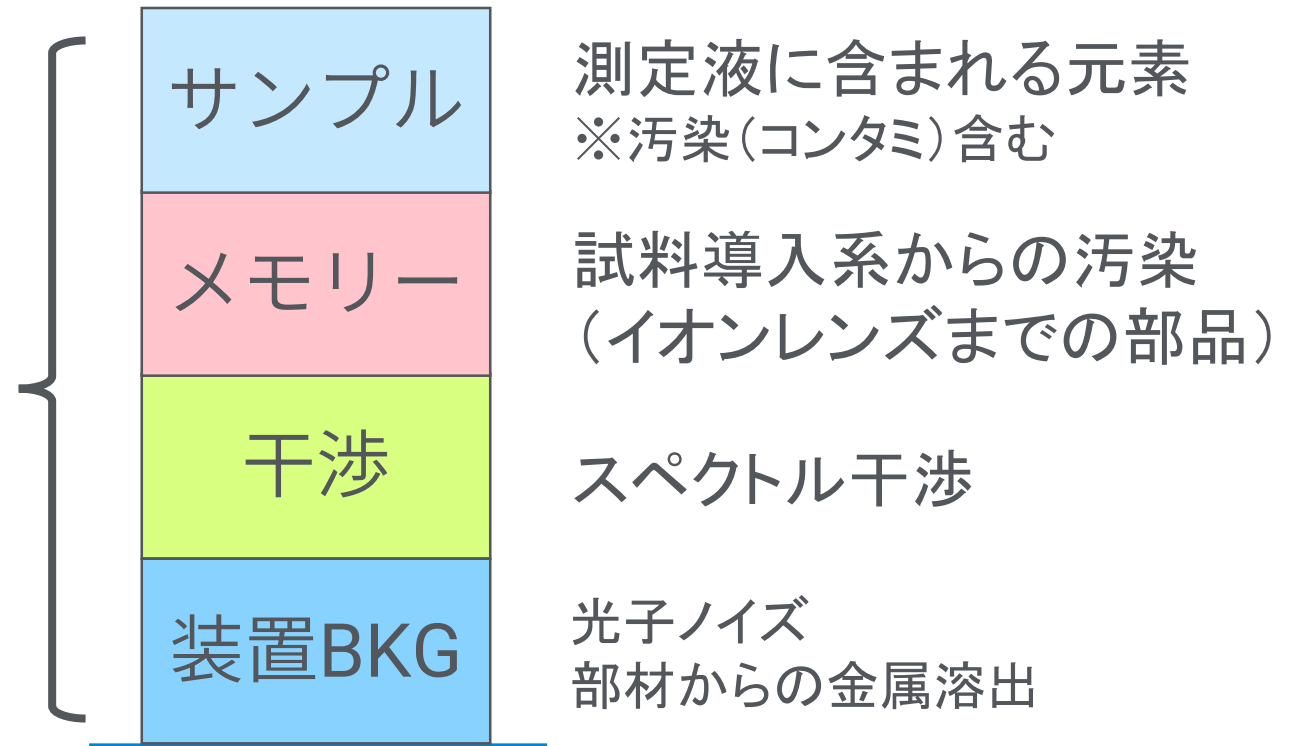 サンプル
測定液に含まれる元素
※汚染（コンタミ）含む
メモリー
試料導入系からの汚染
（イオンレンズまでの部品）
干渉
スペクトル干渉
装置BKG
光子ノイズ
部材からの金属溶出